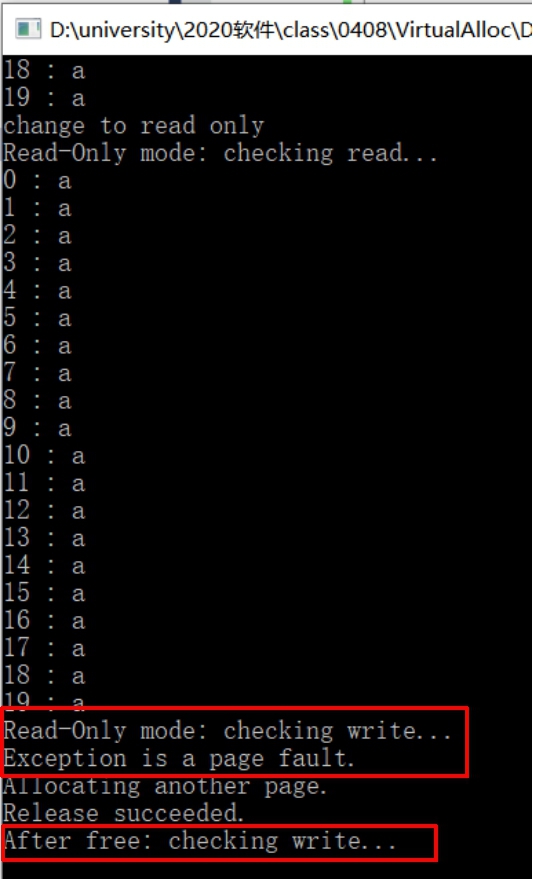 D:\university\2020软件\class\0408\VirtualAlloc\D
18 : a
19 : a
change to read only
Read-Only mode: checking read...
0 : a
1 : a
2 : a
3 : a
4 : a
5 : a
6 : a
7 : a
8 : a
9 : a
10 : a
11 : a
12 : a
13 : a
14 : a
15 : a
16 : a
17 : a
18 : a
19 : a
Read-Only mode: checking write...
Exception is a page fault.
Allocating another page.
Release succeeded.
After free: checking write...